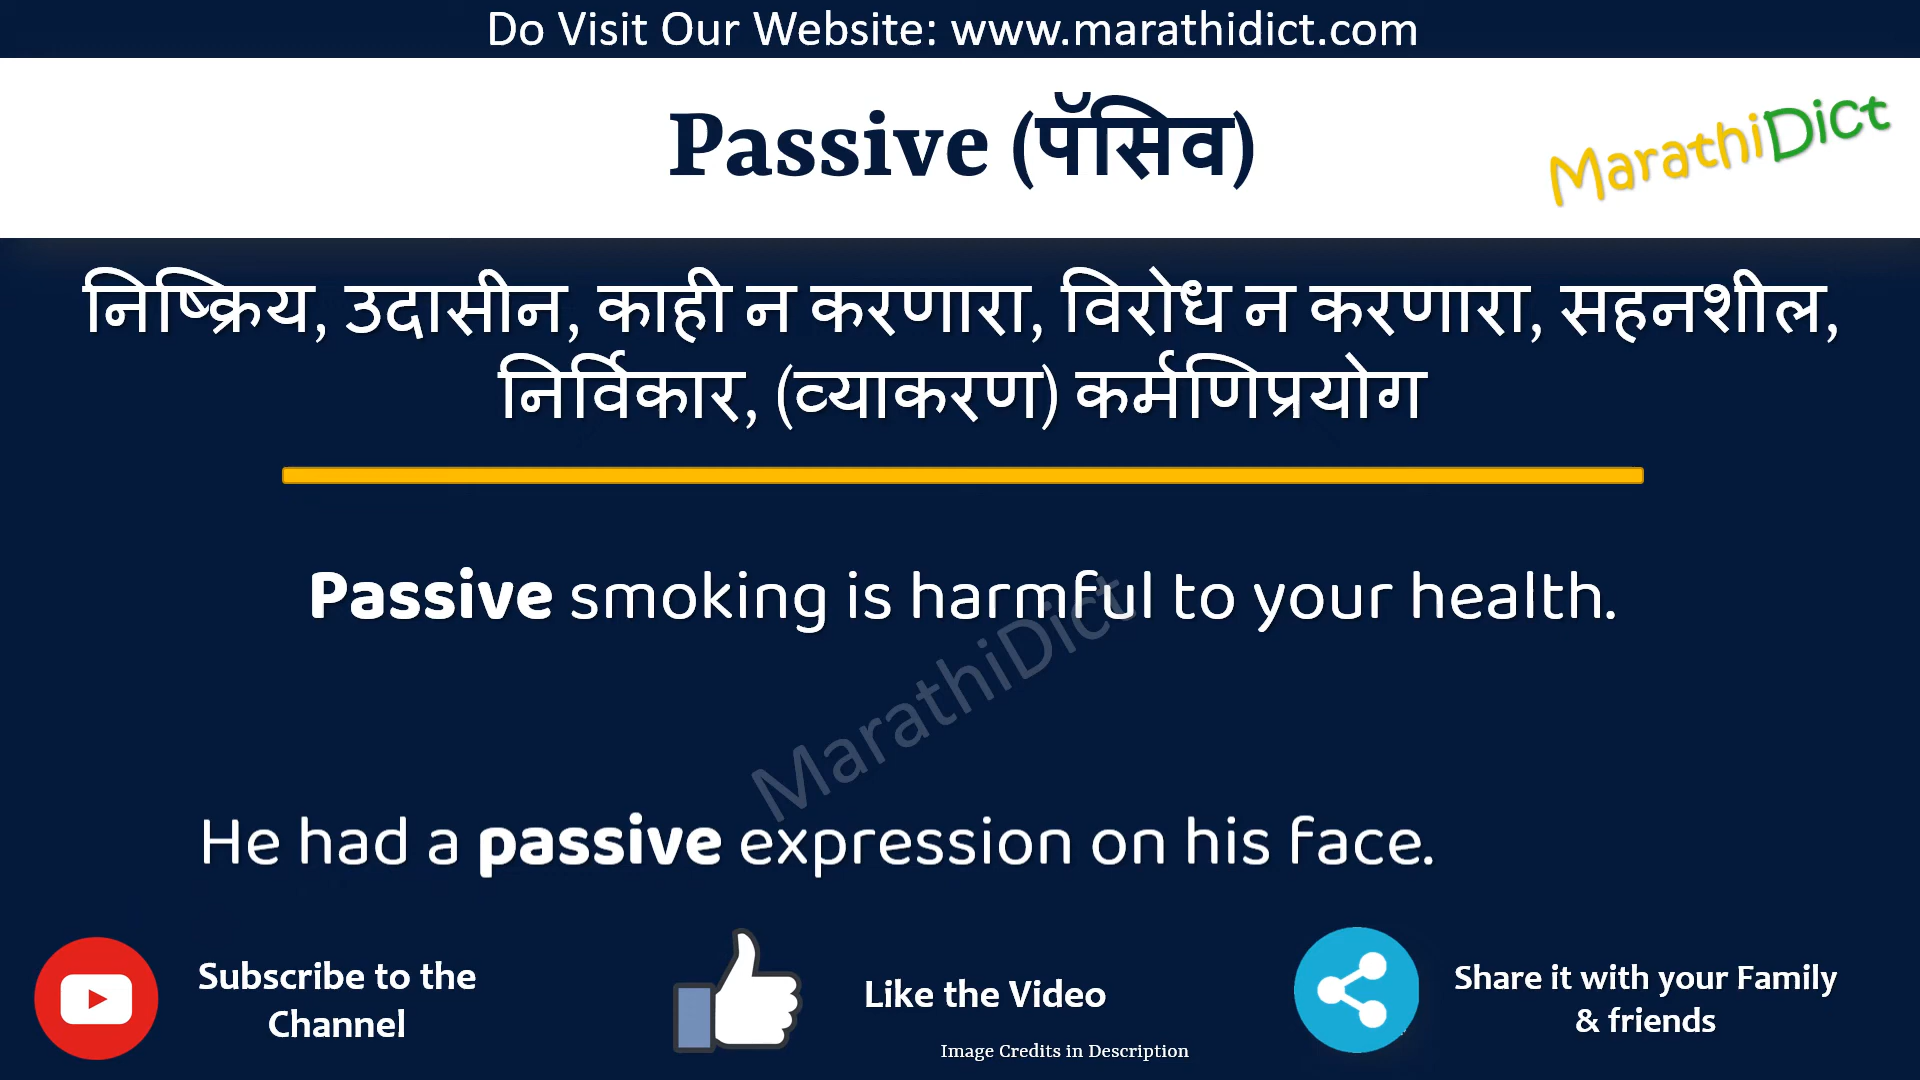 Do Visit Our Website: www.marathidict.com
Passive (पॅसिव)
MarathiDict
निष्क्रिय, उदासीन, काही न करणारा, विरोध न करणारा, सहनशील,
निर्विकार, (व्याकरण) कर्मणिप्रयोग
Passive smoking is harmful to your health.
MarathiDict
He had a passive expression on his face.
Subscribe to the
Channel
Like the Video
Share it with your Family
& friends
Image Credits in Description